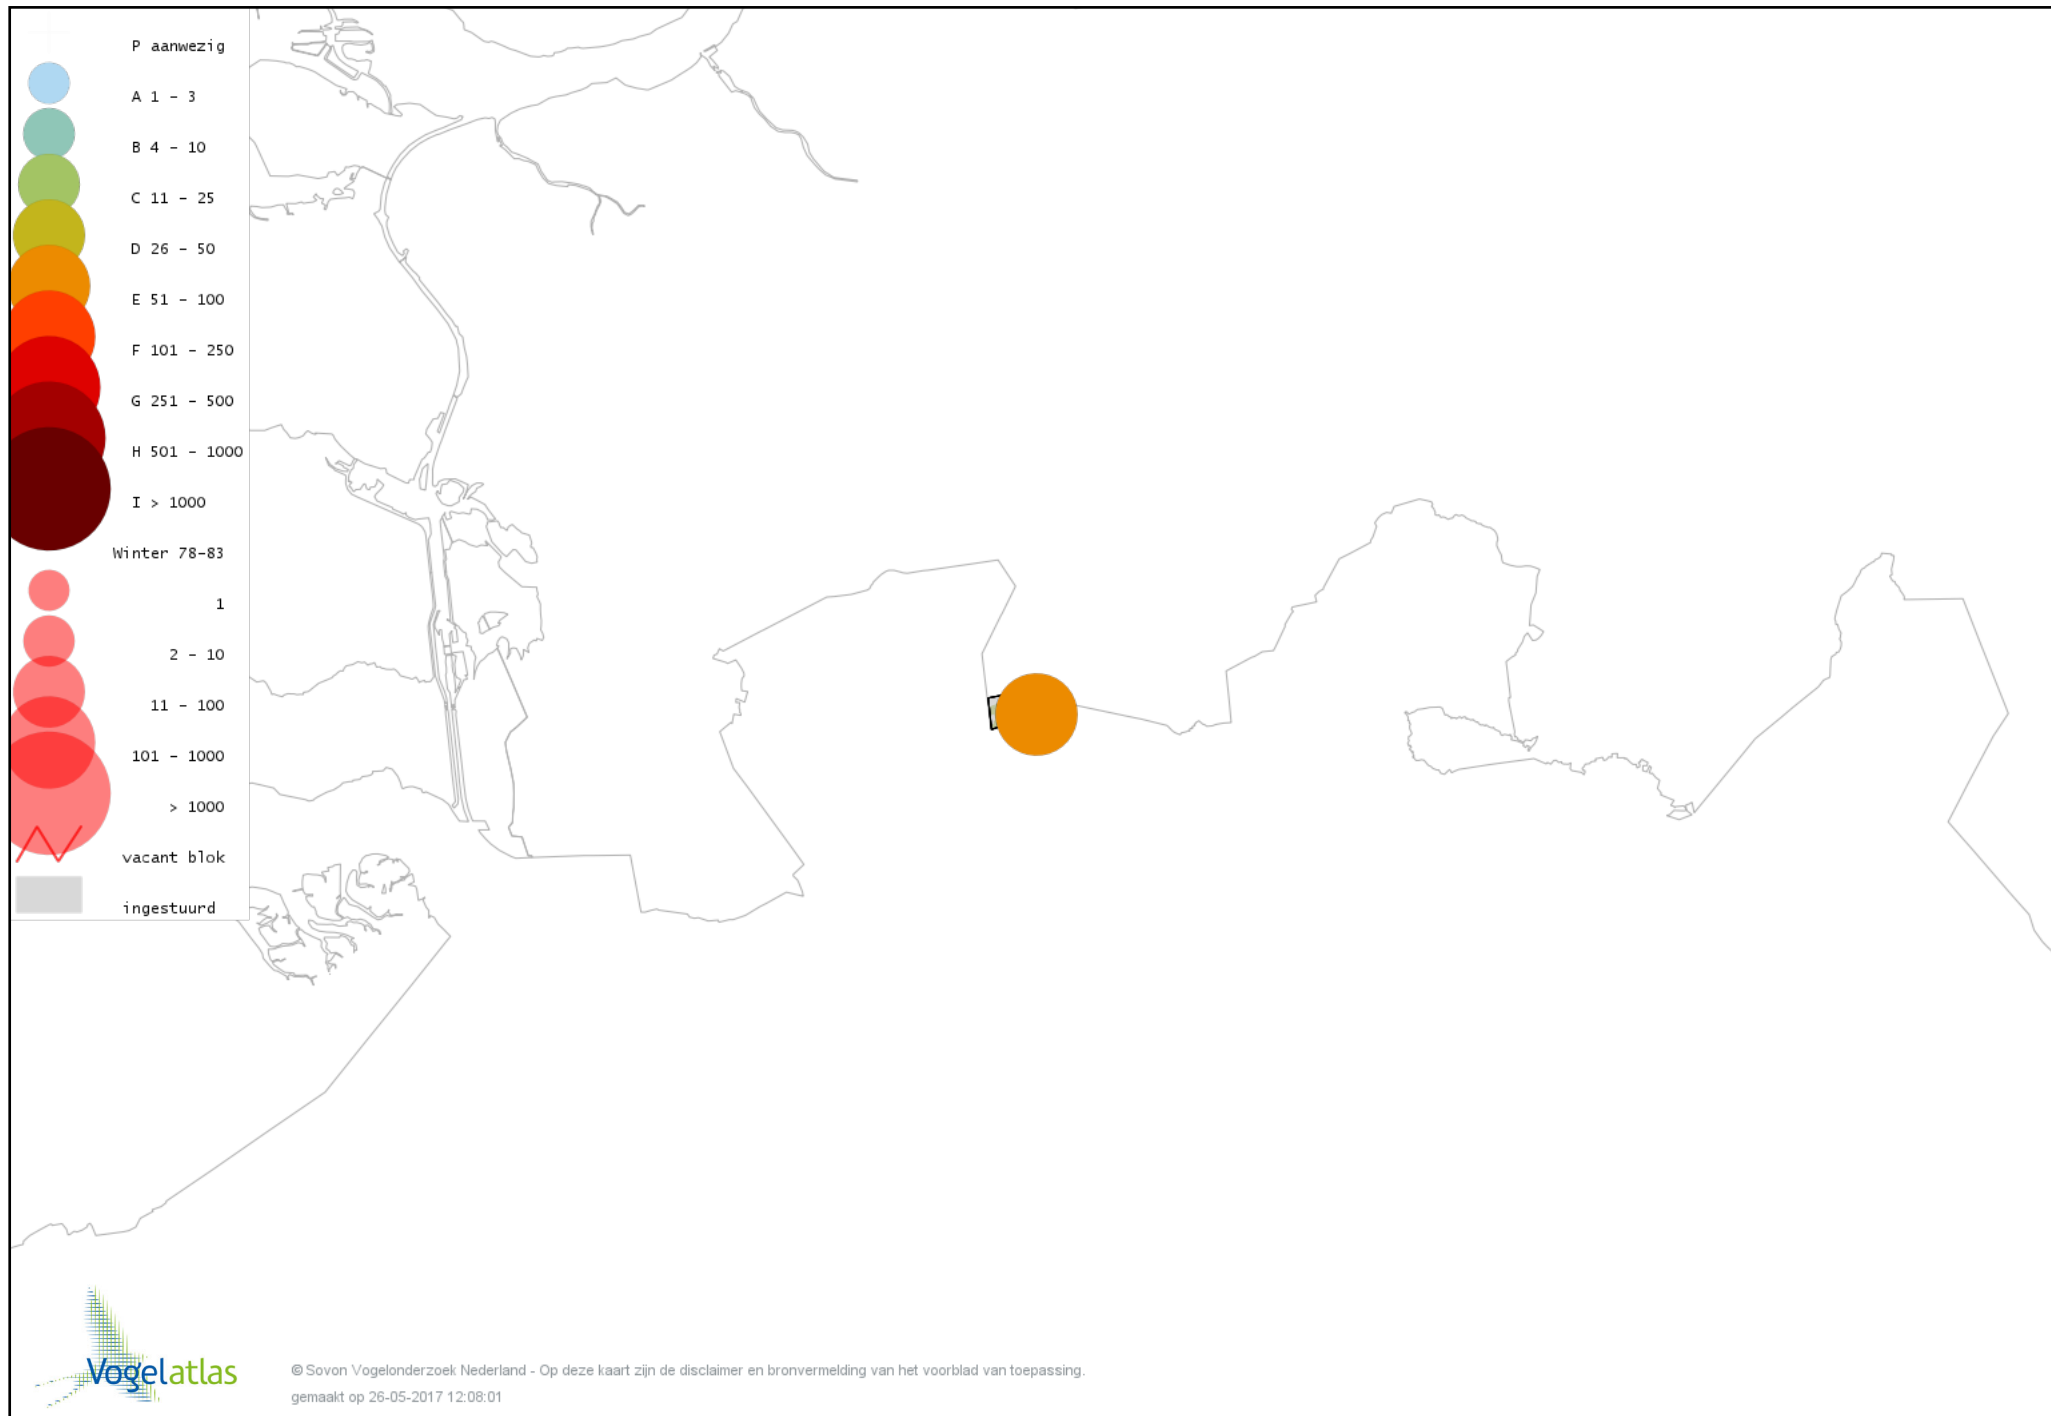 P aanwezig
A 1 - 3
B 4 - 10
C 11 - 25
D 26 - 50
E 51 - 100
F 101 - 250
G 251 - 500
H 501 - 1000
I > 1000
Winter 78-83
1
2 - 10
11 - 100
101 - 1000
> 1000
vacant blok
ingestuurd
Vogelatlas
© Sovon Vogelonderzoek Nederland - Op deze kaart zijn de disclaimer en bronvermelding van het voorblad van toepassing.
gemaakt op 26-05-2017 12:08:01